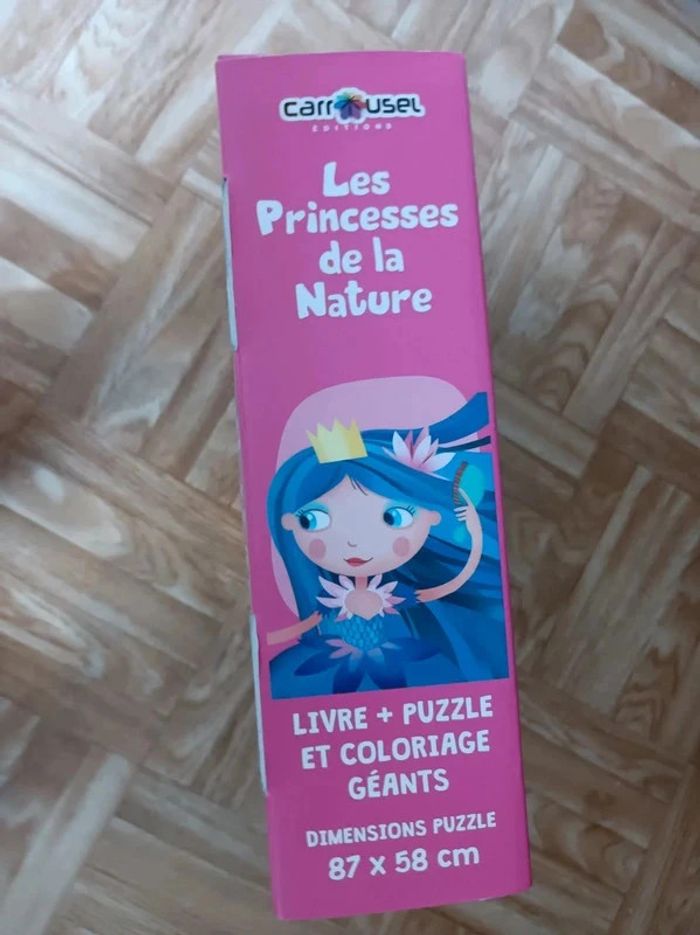 Carrousel
ÉDITIONS
Les
Princesses
de la
Nature
LIVRE + PUZZLE
ET COLORIAGE
GÉANTS
DIMENSIONS PUZZLE
87 x 58 cm